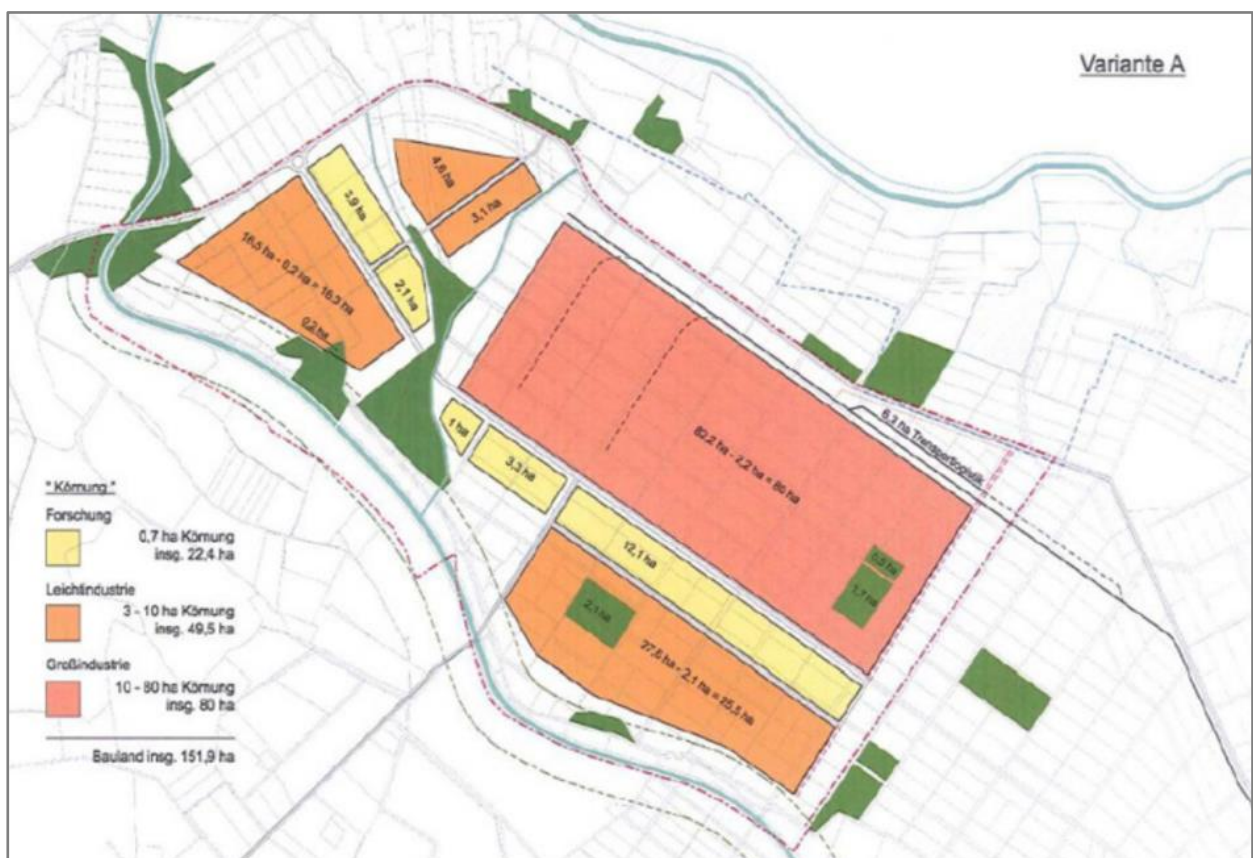 Variante A
4,6 ha
3,9 ha
3,1 ha
16,5 ha - 0,2 ha = 16,3 ha
2,1 ha
0,2 ha
6,3 ha Transportlogistik
1 ha
82,2 ha - 2,2 ha = 80 ha
3,3 ha
12,1 ha
0,5 ha
1,7 ha
2,1 ha
27,6 ha - 2,1 = 25,5 ha
"Körnung"
Forschung
0,7 ha Körnung
insg. 22,4 ha
Leichtindustrie
3 - 10 ha Körnung
insg. 49,5 ha
Großindustrie
10 - 80 ha Körnung
insg. 80 ha
Bauland insg. 151,9 ha